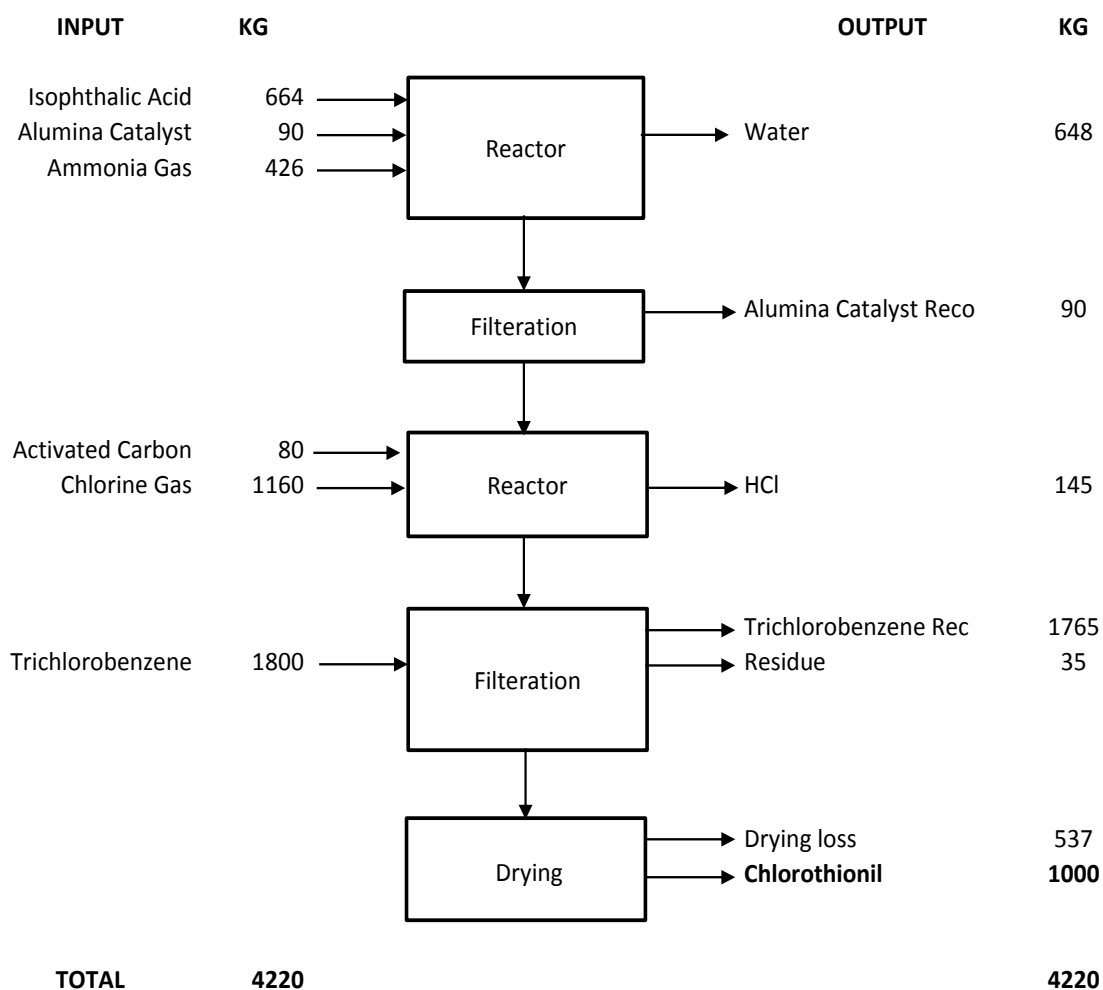 INPUT KG OUTPUT KG
Isophthalic Acid 664
Alumina Catalyst 90 Reactor Water 648
Ammonia Gas 426
Filteration Alumina Catalyst Reco 90
Activated Carbon 80
Chlorine Gas 1160 Reactor HCl 145
Trichlorobenzene Rec 1765
Trichlorobenzene 1800 Filteration Residue 35
Drying loss 537
Drying Chlorothionil 1000
TOTAL 4220 4220